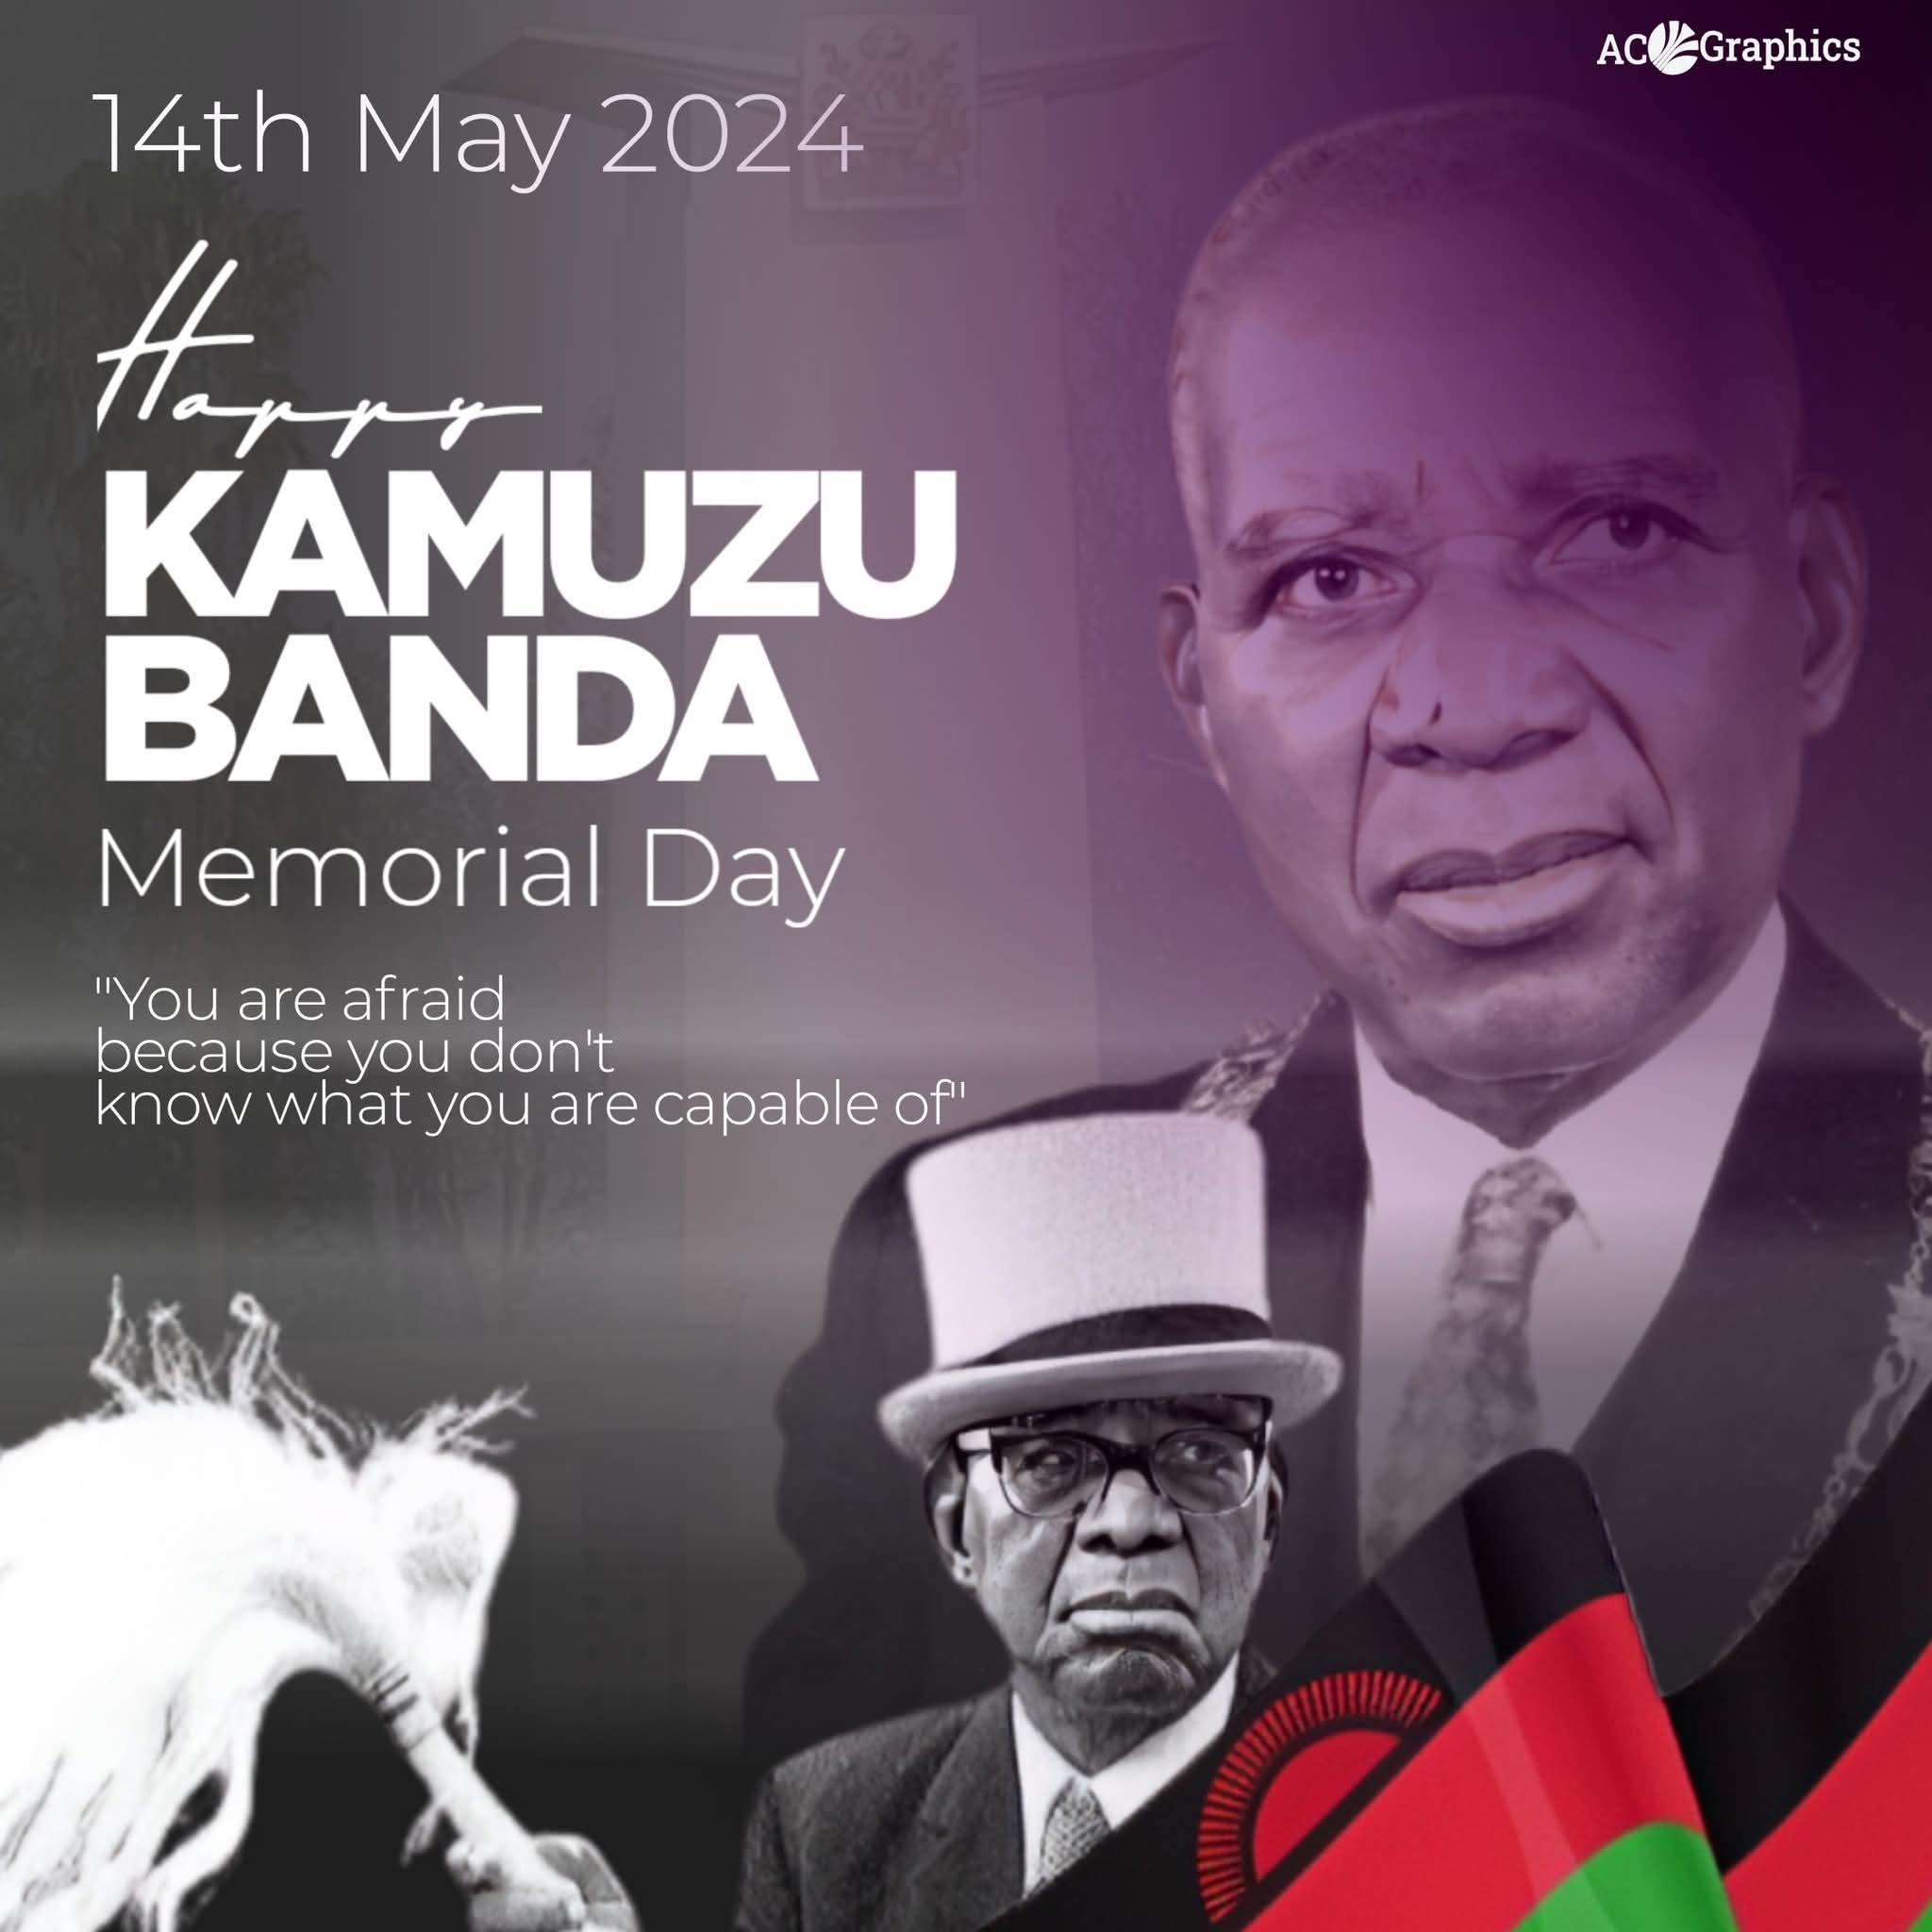 AC Graphics
14th May 2024
Happy
KAMUZU
BANDA
Memorial Day
"You are afraid
because you don't
know what you are capable of"